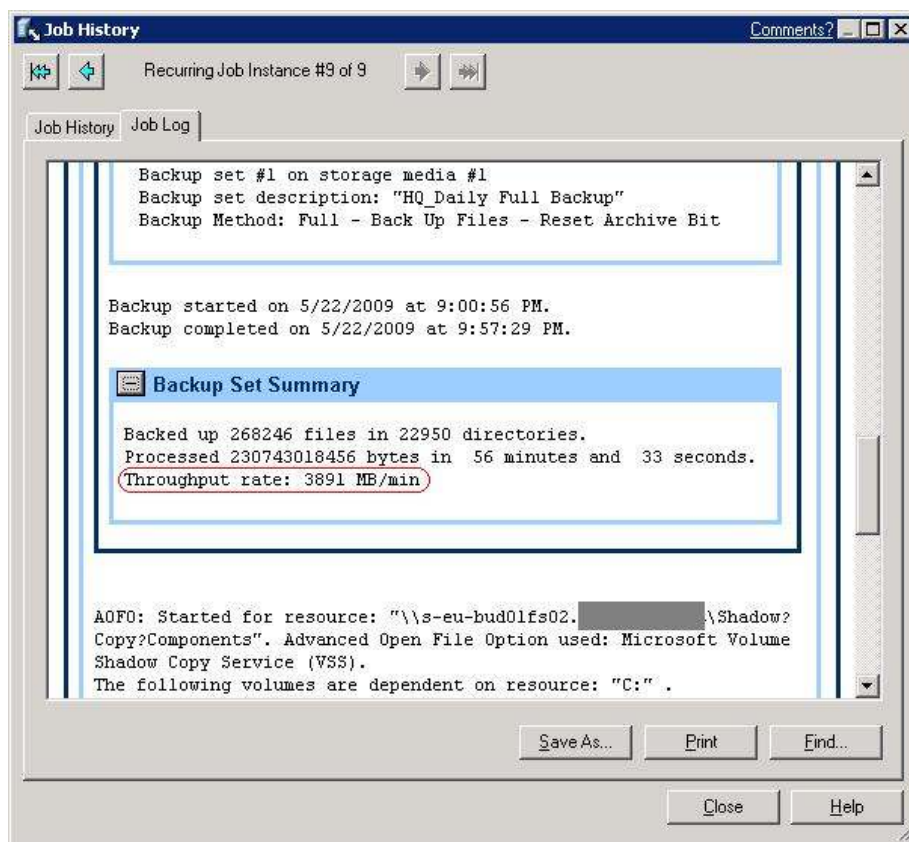 Job History
Comments?
Recurring Job Instance #9 of 9
Job History
Job Log
Backup set #1 on storage media #1
Backup set description: "HQ_Daily Full Backup"
Backup Method: Full - Back Up Files - Reset Archive Bit
Backup started on 5/22/2009 at 9:00:56 PM.
Backup completed on 5/22/2009 at 9:57:29 PM.
Backup Set Summary
Backed up 268246 files in 22950 directories.
Processed 230743018456 bytes in 56 minutes and 33 seconds.
Throughput rate: 3891 MB/min
AOFO: Started for resource: "\\s-eu-bud01fs02. \Shadow?
Copy?Components". Advanced Open File Option used: Microsoft Volume
Shadow Copy Service (VSS).
The following volumes are dependent on resource: "C:" .
Save As...
Print
Find...
Close
Help